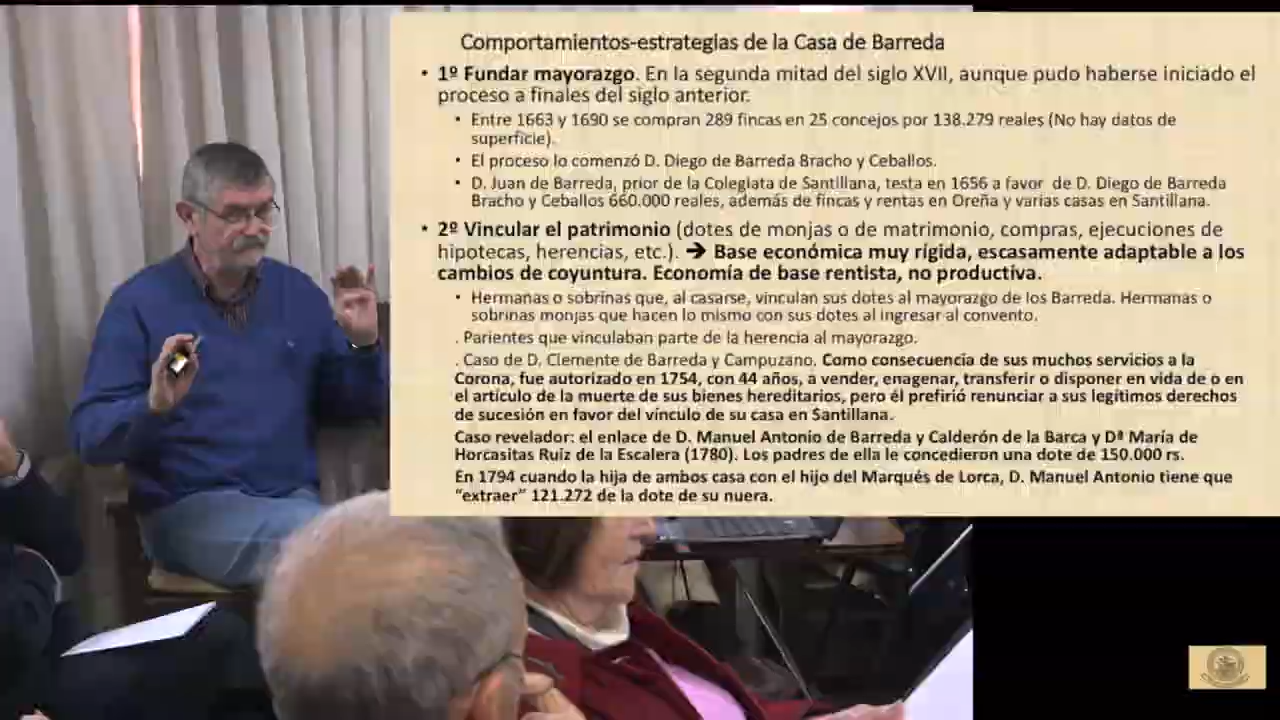 Comportamientos-estrategias de la Casa de Barreda
• 1º Fundar mayorazgo. En la segunda mitad del siglo XVII, aunque pudo haberse iniciado el
proceso a finales del siglo anterior.
• Entre 1663 y 1690 se compran 289 fincas en 25 concejos por 138.279 reales (No hay datos de
superficie).
• El proceso lo comenzó D. Diego de Barreda Bracho y Ceballos.
• D. Juan de Barreda, prior de la Colegiata de Santillana, testa en 1656 a favor de D. Diego de Barreda
Bracho y Ceballos 660.000 reales, además de fincas y rentas en Oreña y varias casas en Santillana.
• 2º Vincular el patrimonio (dotes de monjas o de matrimonio, compras, ejecuciones de
hipotecas, herencias, etc.). → Base económica muy rígida, escasamente adaptable a los
cambios de coyuntura. Economía de base rentista, no productiva.
• Hermanas o sobrinas que, al casarse, vinculan sus dotes al mayorazgo de los Barreda. Hermanas o
sobrinas monjas que hacen lo mismo con sus dotes al ingresar al convento.
. Parientes que vinculaban parte de la herencia al mayorazgo.
. Caso de D. Clemente de Barreda y Campuzano. Como consecuencia de sus muchos servicios a la
Corona, fue autorizado en 1754, con 44 años, a vender, enagenar, transferir o disponer en vida de o en
el artículo de la muerte de sus bienes hereditarios, pero él prefirió renunciar a sus legítimos derechos
de sucesión en favor del vínculo de su casa en Santillana.
Caso revelador: el enlace de D. Manuel Antonio de Barreda y Calderón de la Barca y Dª María de
Horcasitas Ruiz de la Escalera (1780). Los padres de ella le concedieron una dote de 150.000 rs.
En 1794 cuando la hija de ambos casa con el hijo del Marqués de Lorca, D. Manuel Antonio tiene que
"extraer" 121.272 de la dote de su nuera.